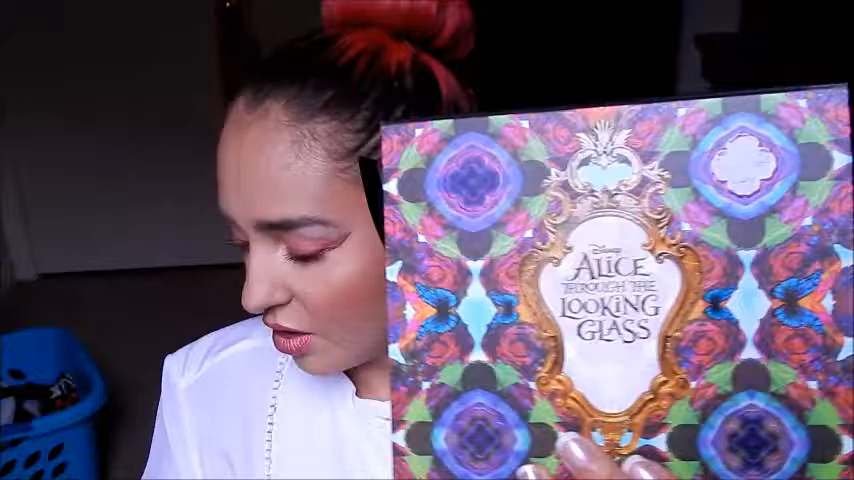 Disney
ALICE
THROUGH THE
LOOKING
GLASS